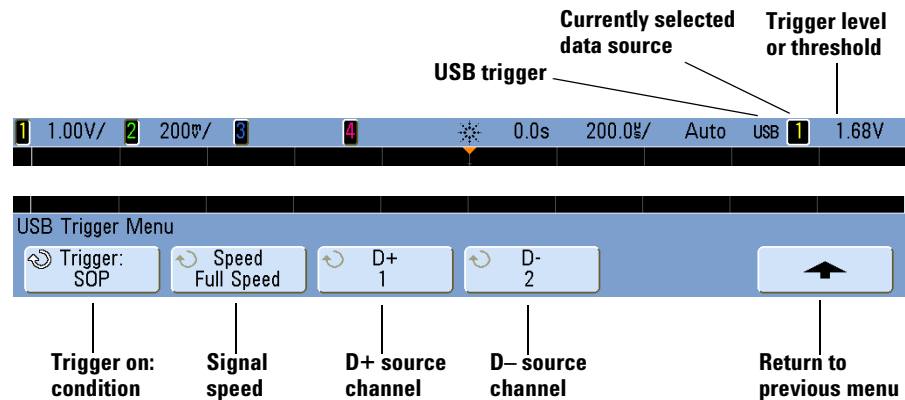 Currently selected
data source
Trigger level
or threshold
USB trigger
1 1.00V/ 2 200mV/ 3 4 0.0s 200.0us/ Auto USB 1 1.68V
USB Trigger Menu
Trigger:
SOP
Speed
Full Speed
D+
1
D-
2
Trigger on:
condition
Signal
speed
D+ source
channel
D– source
channel
Return to
previous menu